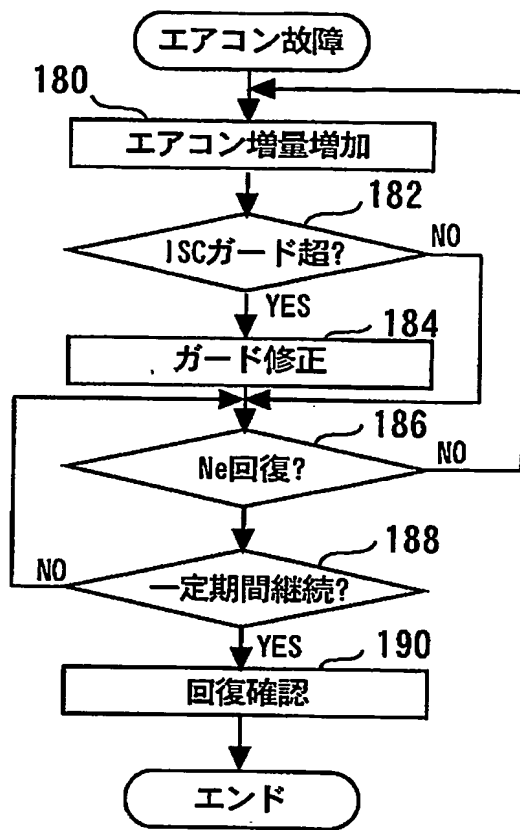 エアコン故障
180
エアコン増量増加
182
ISCガード超?
NO
YES
184
ガード修正
186
Ne回復?
NO
188
一定期間継続?
NO
YES
190
回復確認
エンド